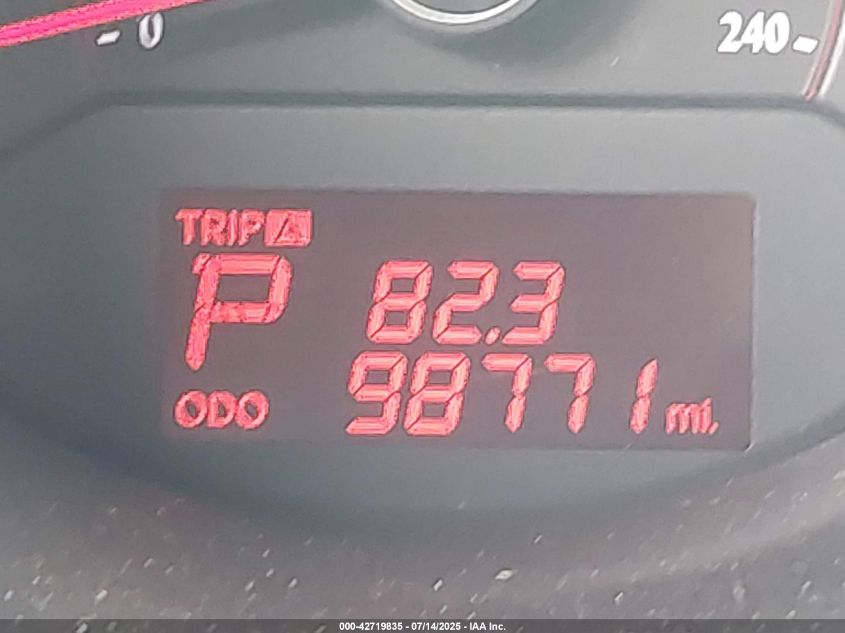 - 0
240 -
TRIP A
P 82.3
ODO 98771 mi.
000-42719835 - 07/14/2025 - IAA Inc.